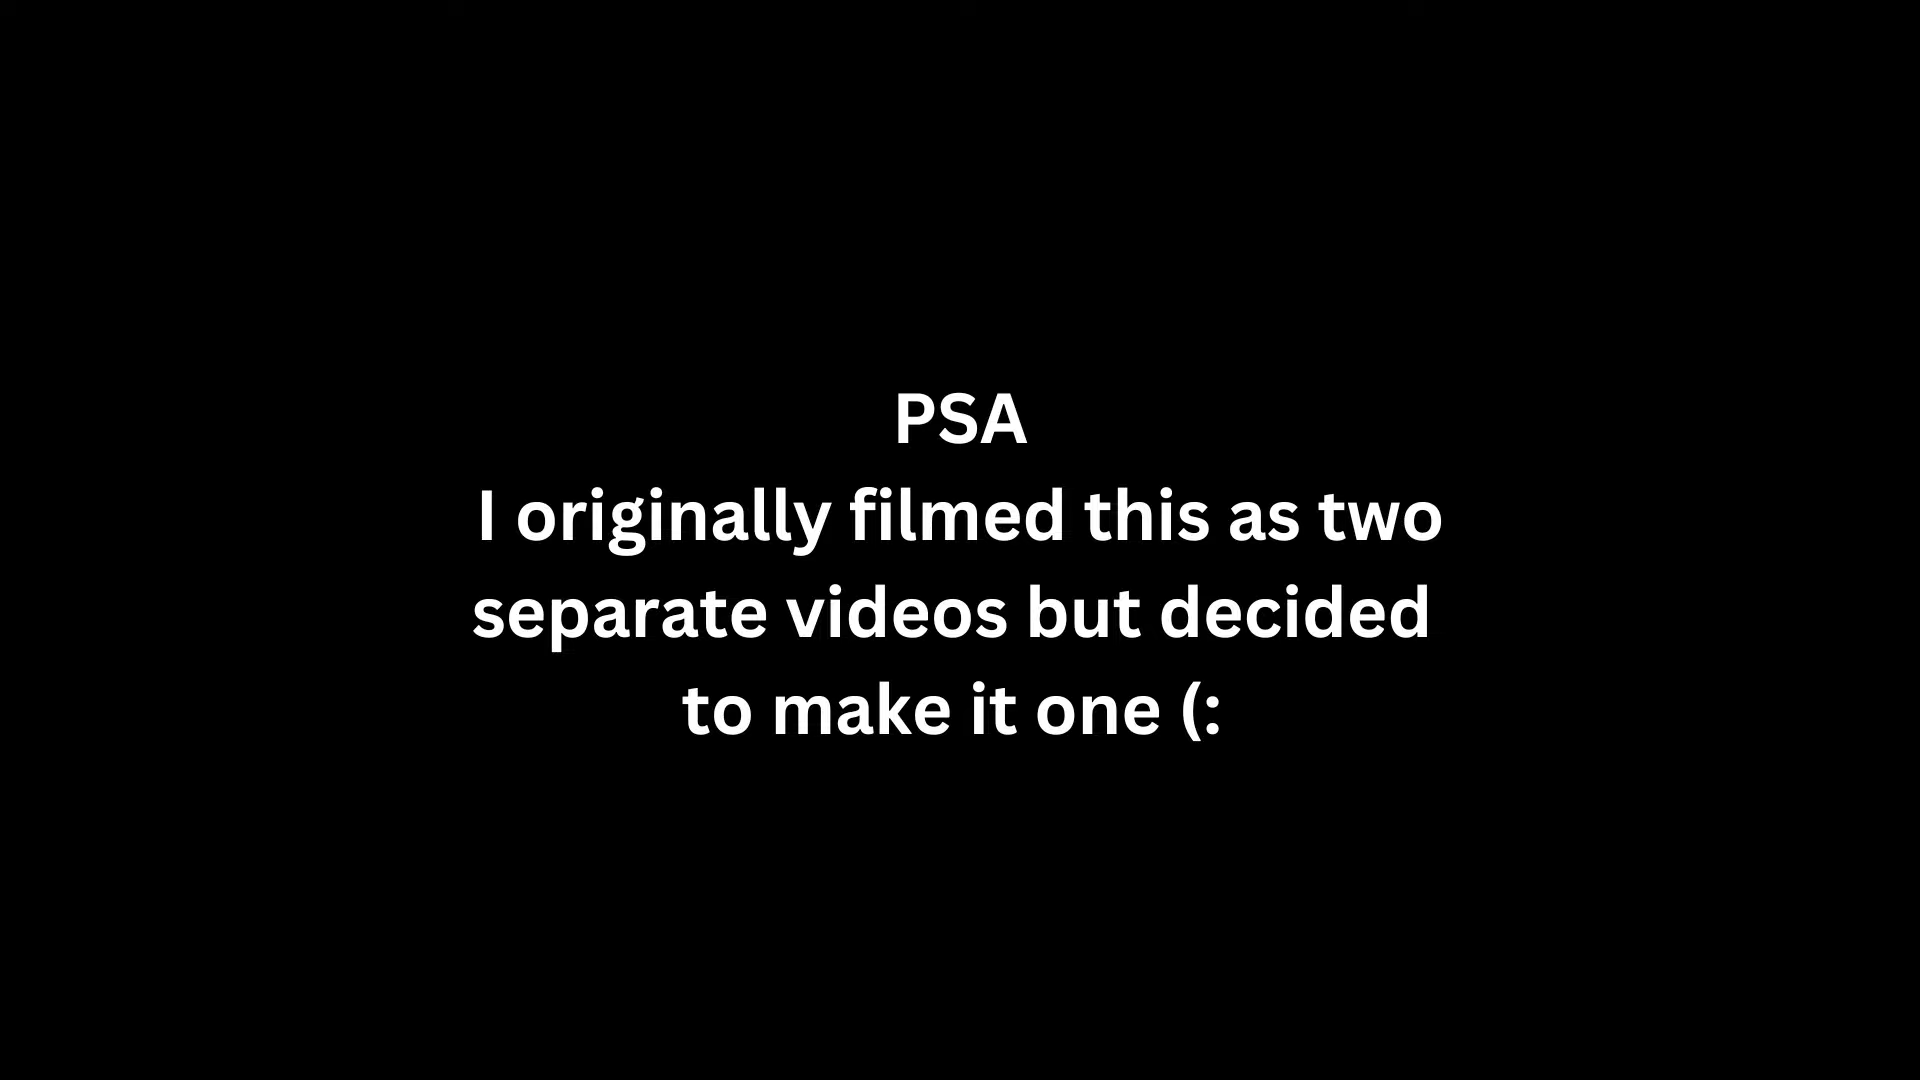 PSA
I originally filmed this as two
separate videos but decided
to make it one (: